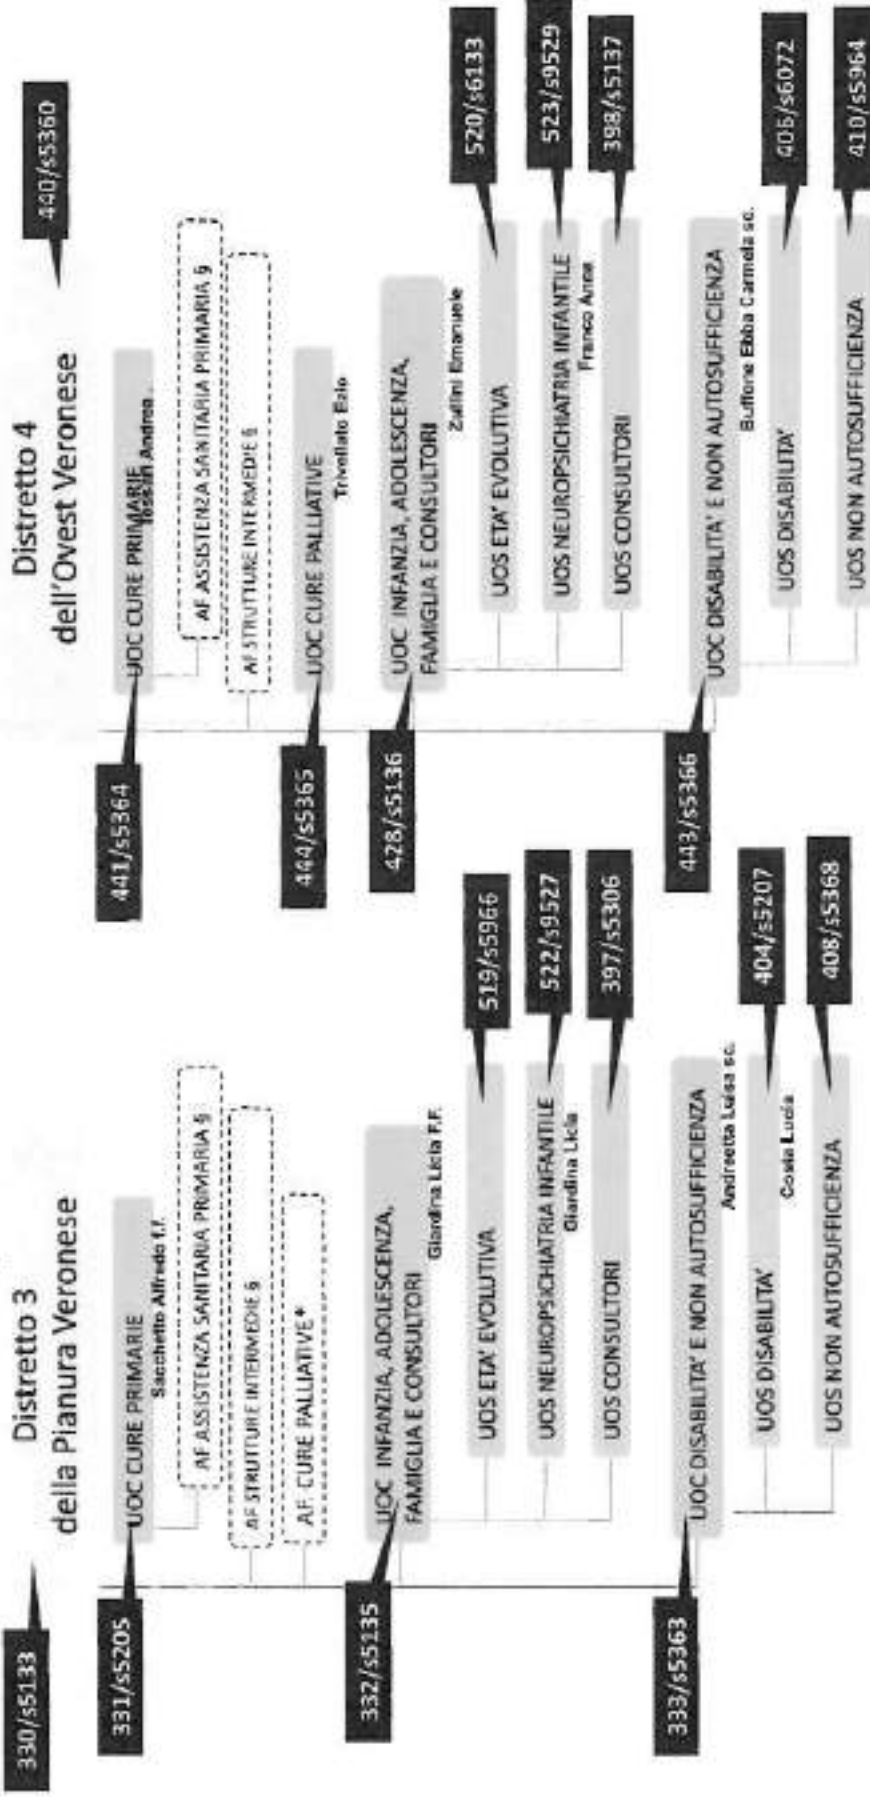 330/s5133
Distretto 3
della Pianura Veronese
331/s5205
UOC CURE PRIMARIE
Sacchetto Alfredo f.f.
AF ASSISTENZA SANITARIA PRIMARIA §
AF STRUTTURE INTERMEDIE §
AF. CURE PALLIATIVE*
332/s5135
UOC INFANZIA, ADOLESCENZA,
FAMIGLIA E CONSULTORI
Giardina Licia F.F.
UOS ETA' EVOLUTIVA
519/s5966
UOS NEUROPSICHIATRIA INFANTILE
Giardina Licia
522/s9527
UOS CONSULTORI
397/s5306
333/s5363
UOC DISABILITA' E NON AUTOSUFFICIENZA
Andreetta Luisa sc.
UOS DISABILITA'
Costa Lucia
404/s5207
UOS NON AUTOSUFFICIENZA
408/s5368
Distretto 4
dell'Ovest Veronese
440/s5360
441/s5364
UOC CURE PRIMARIE
Andrea
AF ASSISTENZA SANITARIA PRIMARIA §
AF STRUTTURE INTERMEDIE §
444/s5365
UOC CURE PALLIATIVE
Trivellato Ezio
428/s5136
UOC INFANZIA, ADOLESCENZA,
FAMIGLIA E CONSULTORI
Zullini Emanuele
UOS ETA' EVOLUTIVA
520/s6133
UOS NEUROPSICHIATRIA INFANTILE
Franco Anna
523/s9529
UOS CONSULTORI
398/s5137
443/s5366
UOC DISABILITA' E NON AUTOSUFFICIENZA
Buffone Ebba Carmela sc.
UOS DISABILITA'
406/s6072
UOS NON AUTOSUFFICIENZA
410/s5964